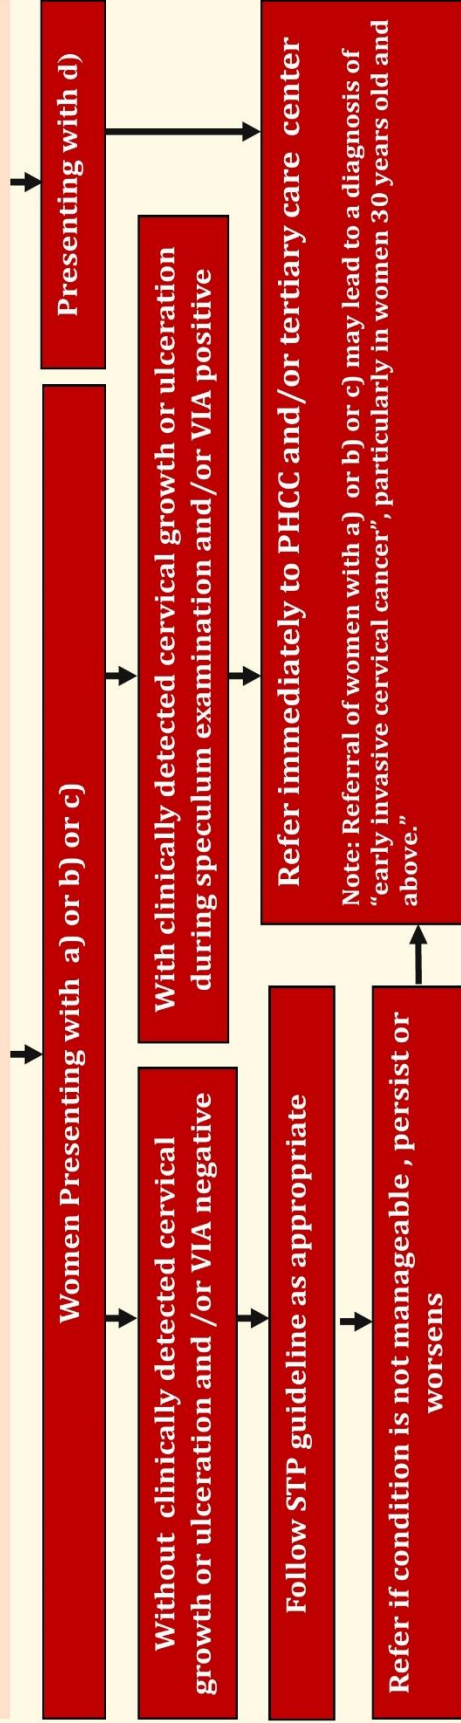 Women Presenting with  a) or b) or c)
Presenting with d)
Without  clinically detected cervical
growth or ulceration and /or VIA negative
With clinically detected cervical growth or ulceration
during speculum examination and/or VIA positive
Follow STP guideline as appropriate
Refer if condition is not manageable , persist or
worsens
Refer immediately to PHCC and/or tertiary care  center
Note: Referral of women with a)  or b) or c) may lead to a diagnosis of
“early invasive cervical cancer”, particularly in women 30 years old and
above.”